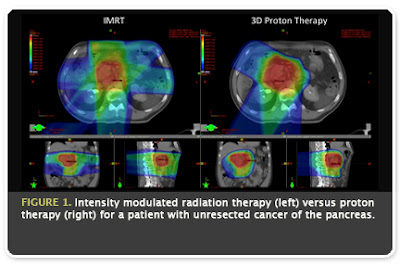 IMRT
3D Proton Therapy
FIGURE 1. Intensity modulated radiation therapy (left) versus proton
therapy (right) for a patient with unresected cancer of the pancreas.